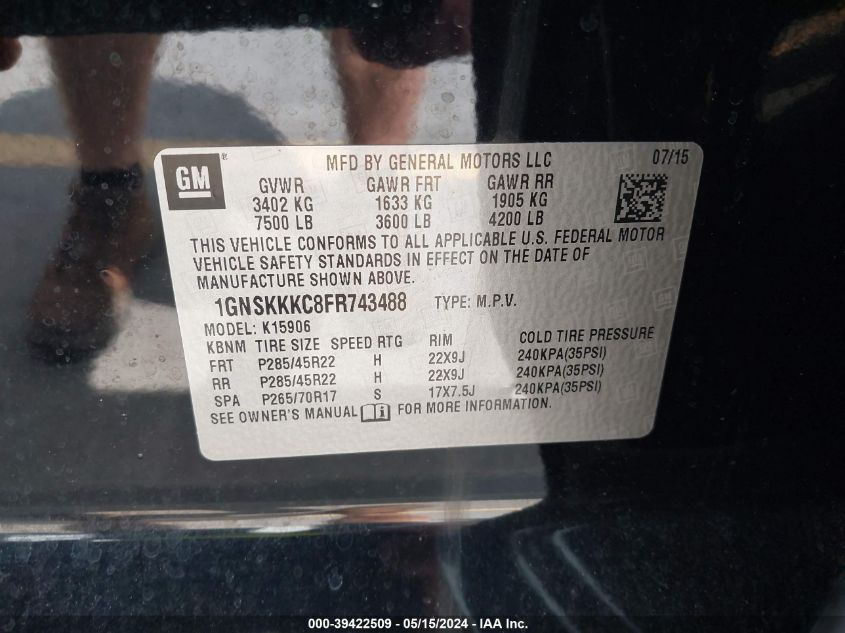 GM ® MFD BY GENERAL MOTORS LLC 07/15
GVWR GAWR FRT GAWR RR
3402 KG 1633 KG 1905 KG
7500 LB 3600 LB 4200 LB
THIS VEHICLE CONFORMS TO ALL APPLICABLE U.S. FEDERAL MOTOR
VEHICLE SAFETY STANDARDS IN EFFECT ON THE DATE OF
MANUFACTURE SHOWN ABOVE.
1GNSKKKC8FR743488 TYPE: M.P.V.
MODEL: K15906
KBNM TIRE SIZE SPEED RTG RIM COLD TIRE PRESSURE
FRT P285/45R22 H 22X9J 240KPA(35PSI)
RR P285/45R22 H 22X9J 240KPA(35PSI)
SPA P265/70R17 S 17X7.5J 240KPA(35PSI)
SEE OWNER'S MANUAL i FOR MORE INFORMATION.
000-39422509 - 05/15/2024 - IAA Inc.